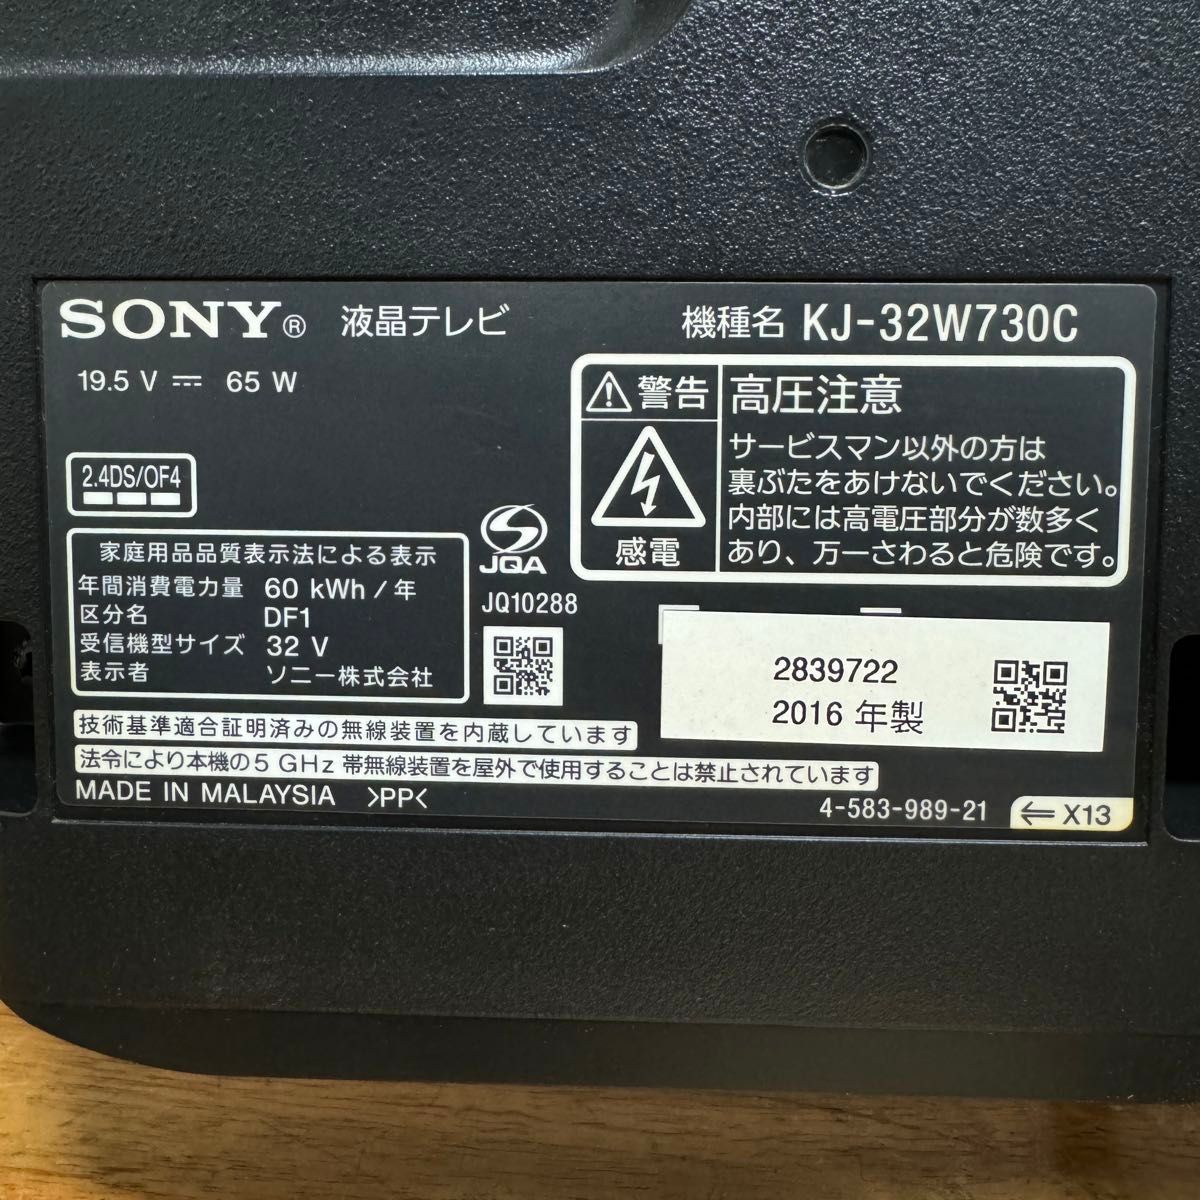 SONY® 液晶テレビ 機種名 KJ-32W730C
19.5 V ⎓ 65 W
警告 高圧注意
感電
サービスマン以外の方は
裏ぶたをあけないでください。
内部には高電圧部分が数多く
あり、万一さわると危険です。
2.4DS/OF4
家庭用品品質表示法による表示
年間消費電力量 60 kWh / 年
区分名 DF1
受信機型サイズ 32 V
表示者 ソニー株式会社
JQA
JQ10288
2839722
2016 年製
技術基準適合証明済みの無線装置を内蔵しています
法令により本機の5 GHz 帯無線装置を屋外で使用することは禁止されています
MADE IN MALAYSIA >PP<
4-583-989-21 ⇐ X13